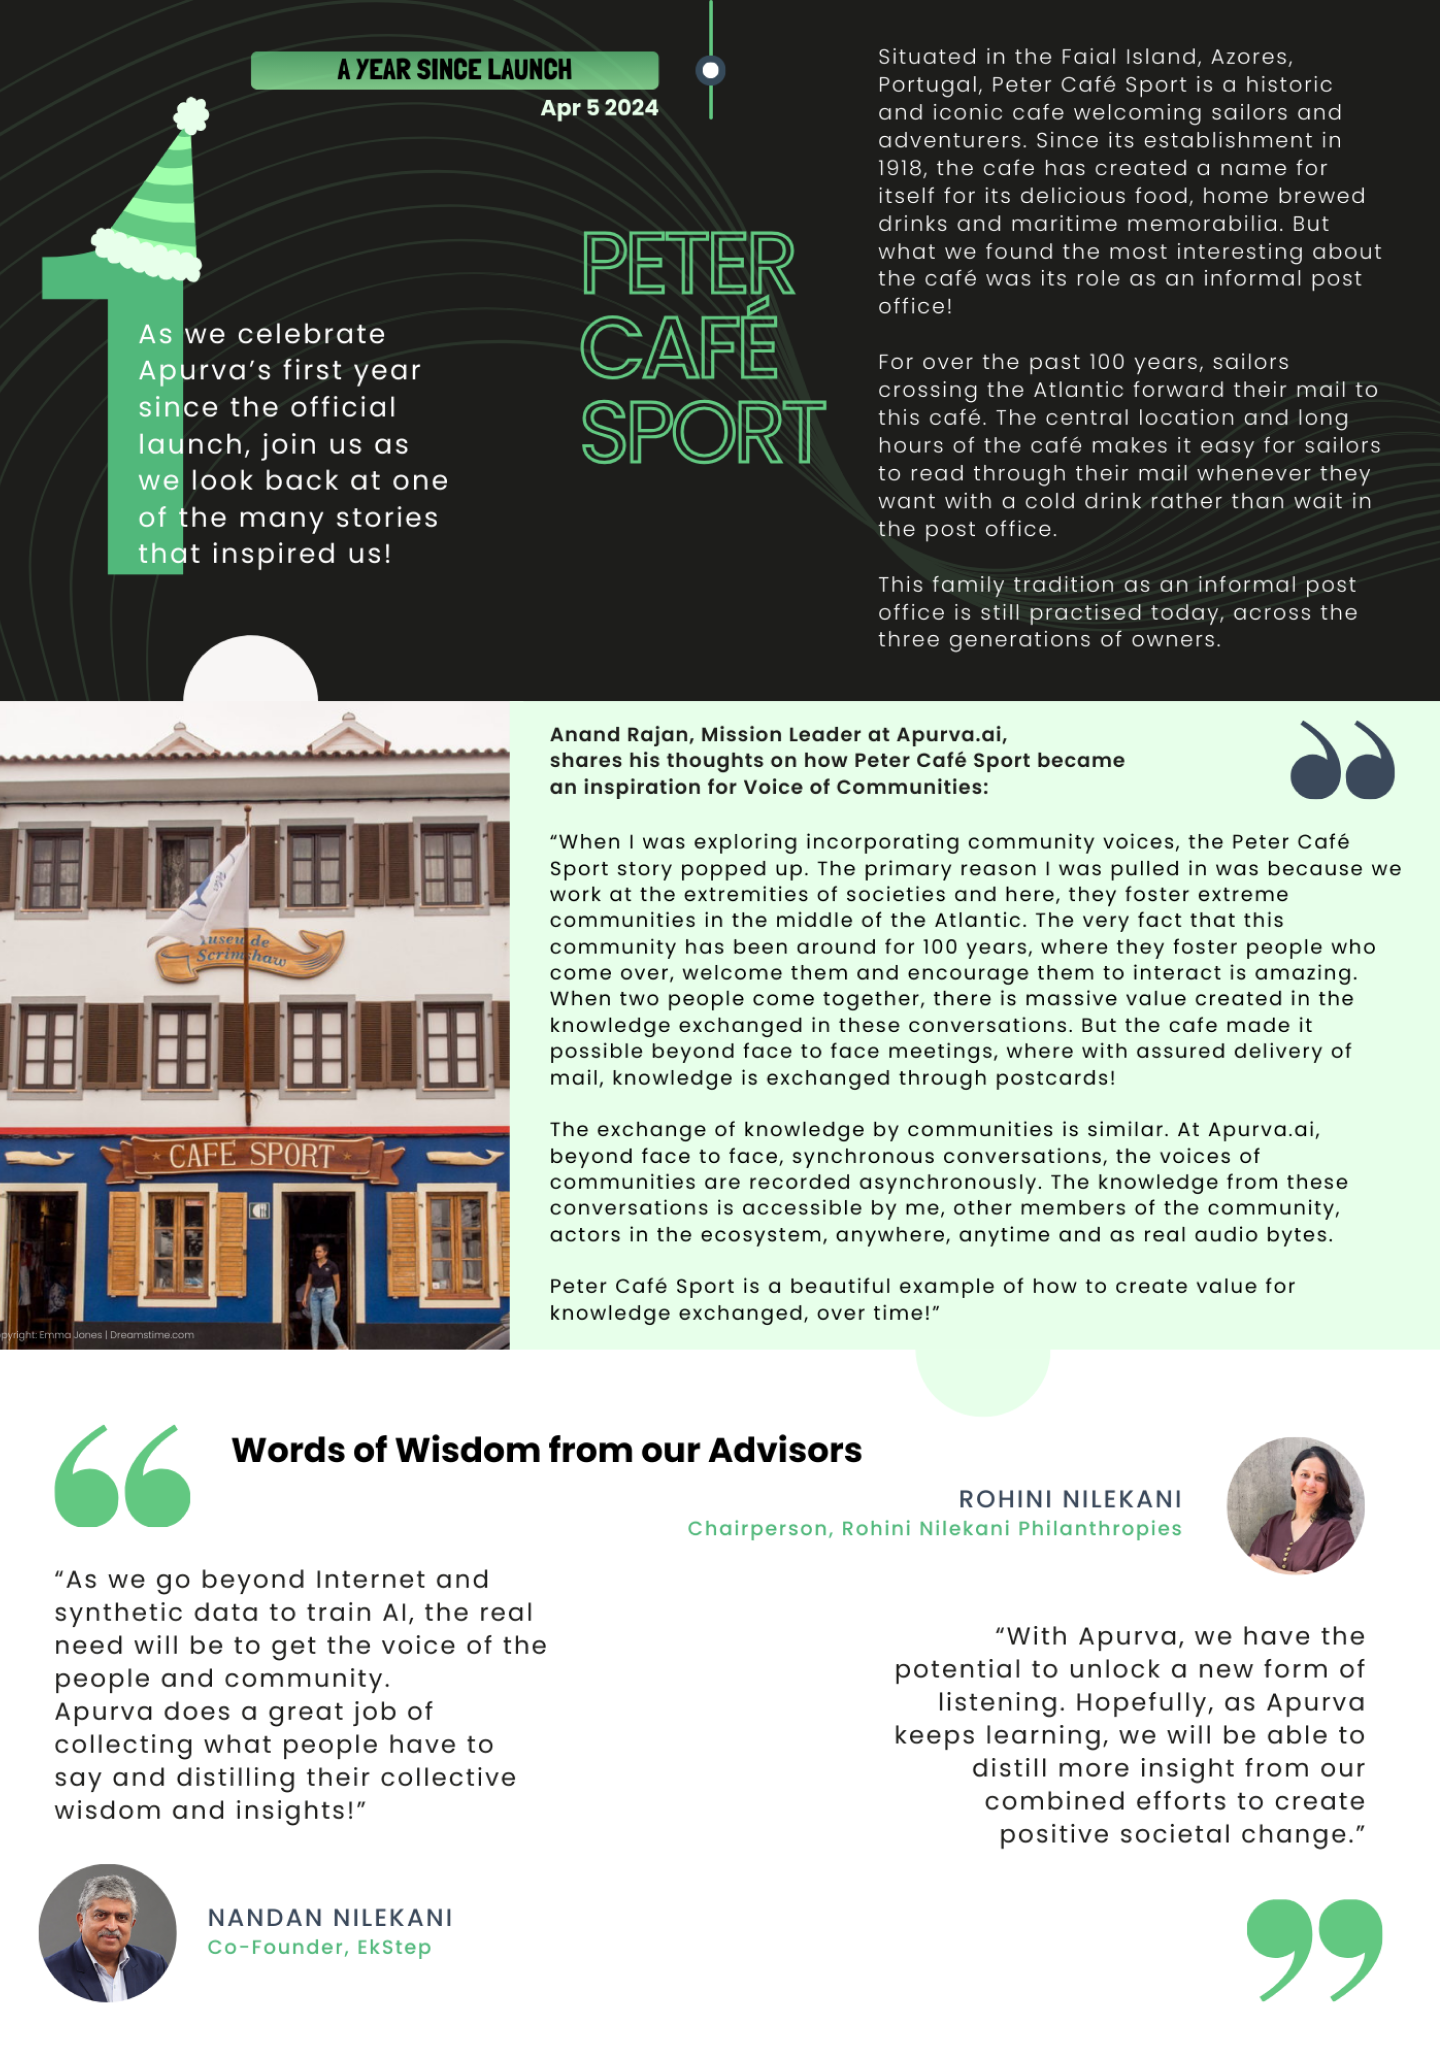 A YEAR SINCE LAUNCH
Apr 5 2024
As we celebrate
Apurva’s first year
since the official
launch, join us as
we look back at one
of the many stories
that inspired us!
PETER
CAFÉ
SPORT
Situated in the Faial Island, Azores,
Portugal, Peter Café Sport is a historic
and iconic cafe welcoming sailors and
adventurers. Since its establishment in
1918, the cafe has created a name for
itself for its delicious food, home brewed
drinks and maritime memorabilia. But
what we found the most interesting about
the café was its role as an informal post
office!
For over the past 100 years, sailors
crossing the Atlantic forward their mail to
this café. The central location and long
hours of the café makes it easy for sailors
to read through their mail whenever they
want with a cold drink rather than wait in
the post office.
This family tradition as an informal post
office is still practised today, across the
three generations of owners.
Museu de
Scrimshaw
CAFE SPORT
pyright: Emma Jones | Dreamstime.com
Anand Rajan, Mission Leader at Apurva.ai,
shares his thoughts on how Peter Café Sport became
an inspiration for Voice of Communities:
“When I was exploring incorporating community voices, the Peter Café
Sport story popped up. The primary reason I was pulled in was because we
work at the extremities of societies and here, they foster extreme
communities in the middle of the Atlantic. The very fact that this
community has been around for 100 years, where they foster people who
come over, welcome them and encourage them to interact is amazing.
When two people come together, there is massive value created in the
knowledge exchanged in these conversations. But the cafe made it
possible beyond face to face meetings, where with assured delivery of
mail, knowledge is exchanged through postcards!
The exchange of knowledge by communities is similar. At Apurva.ai,
beyond face to face, synchronous conversations, the voices of
communities are recorded asynchronously. The knowledge from these
conversations is accessible by me, other members of the community,
actors in the ecosystem, anywhere, anytime and as real audio bytes.
Peter Café Sport is a beautiful example of how to create value for
knowledge exchanged, over time!”
Words of Wisdom from our Advisors
“As we go beyond Internet and
synthetic data to train AI, the real
need will be to get the voice of the
people and community.
Apurva does a great job of
collecting what people have to
say and distilling their collective
wisdom and insights!”
NANDAN NILEKANI
Co-Founder, EkStep
ROHINI NILEKANI
Chairperson, Rohini Nilekani Philanthropies
“With Apurva, we have the
potential to unlock a new form of
listening. Hopefully, as Apurva
keeps learning, we will be able to
distill more insight from our
combined efforts to create
positive societal change.”